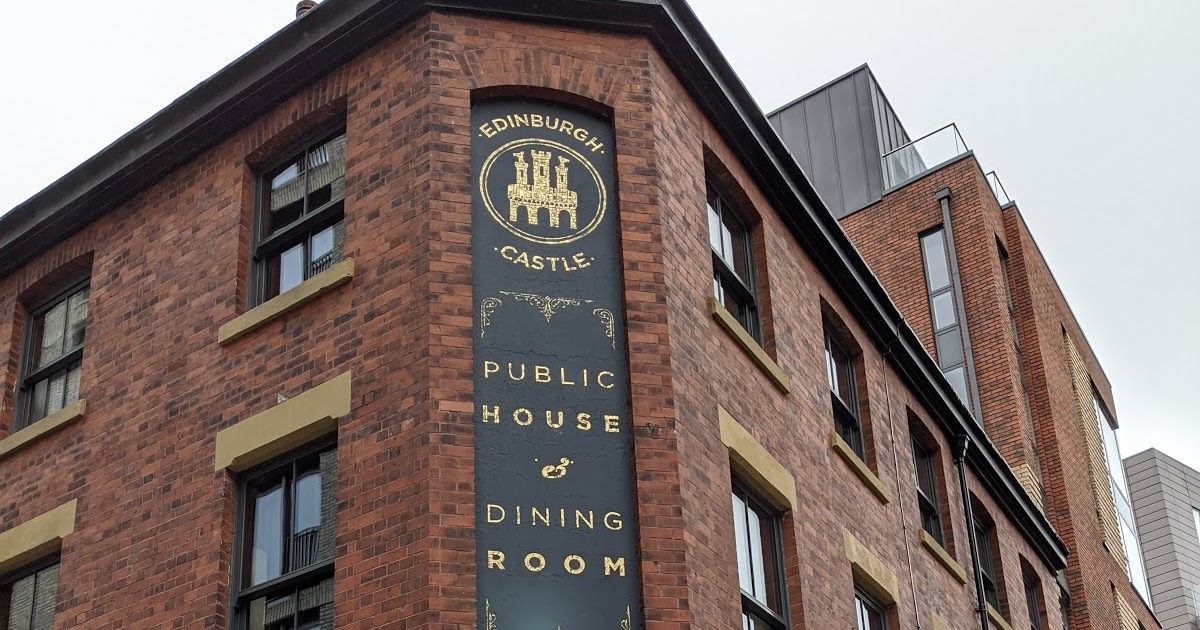 ·EDINBURGH·
·CASTLE·
PUBLIC
HOUSE
·&·
DINING
ROOM